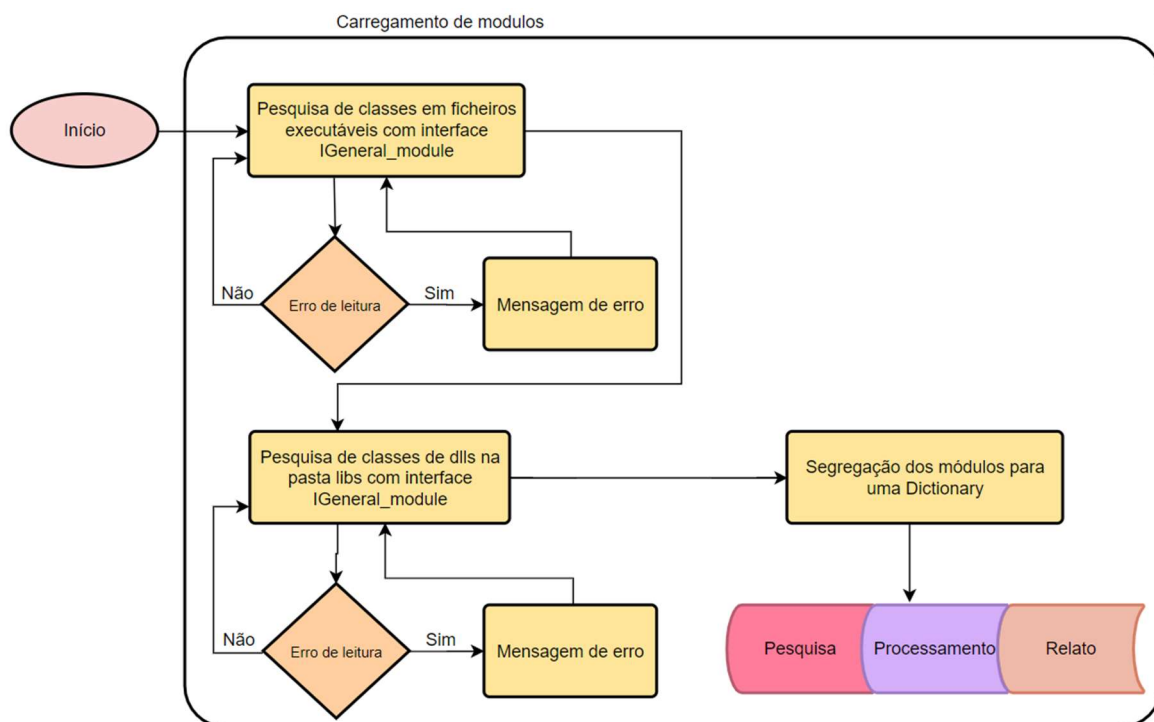 Carregamento de modulos
Início
Pesquisa de classes em ficheiros
executáveis com interface
IGeneral_module
Não
Erro de leitura
Sim
Mensagem de erro
Pesquisa de classes de dlls na
pasta libs com interface
IGeneral_module
Segregação dos módulos para
uma Dictionary
Não
Erro de leitura
Sim
Mensagem de erro
Pesquisa
Processamento
Relato